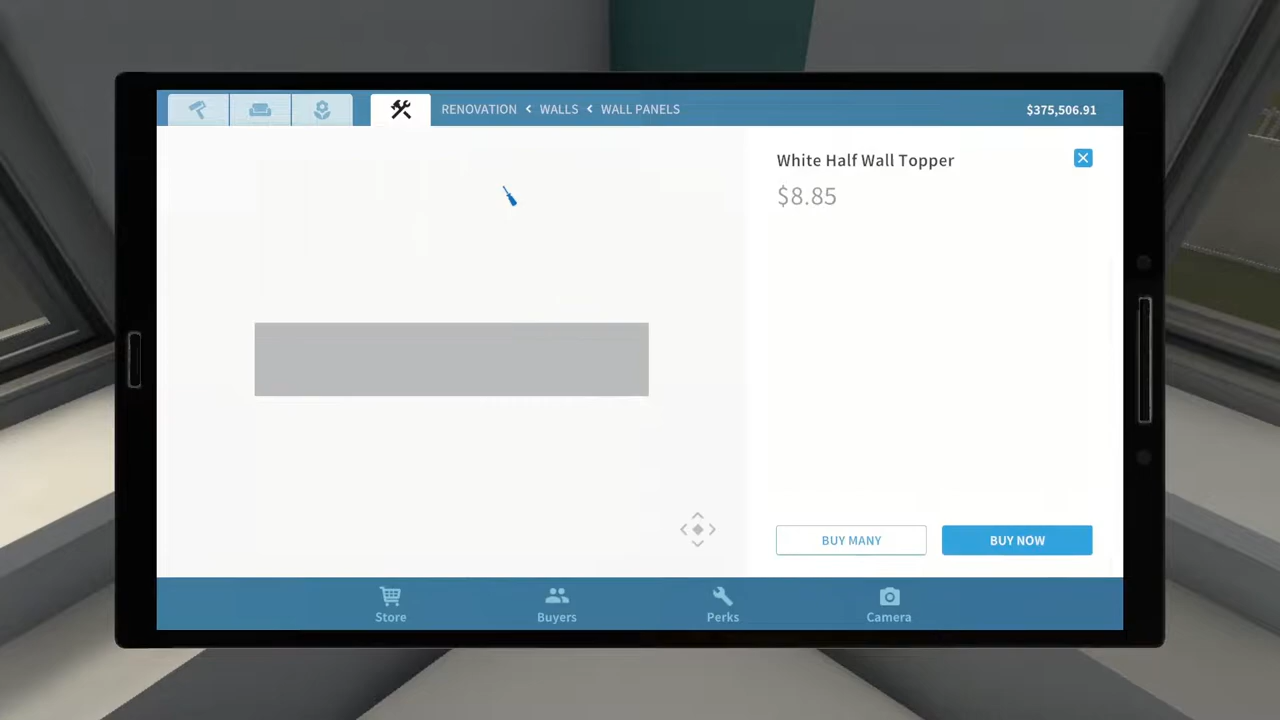 RENOVATION < WALLS < WALL PANELS
$375,506.91
White Half Wall Topper
$8.85
BUY MANY
BUY NOW
Store
Buyers
Perks
Camera